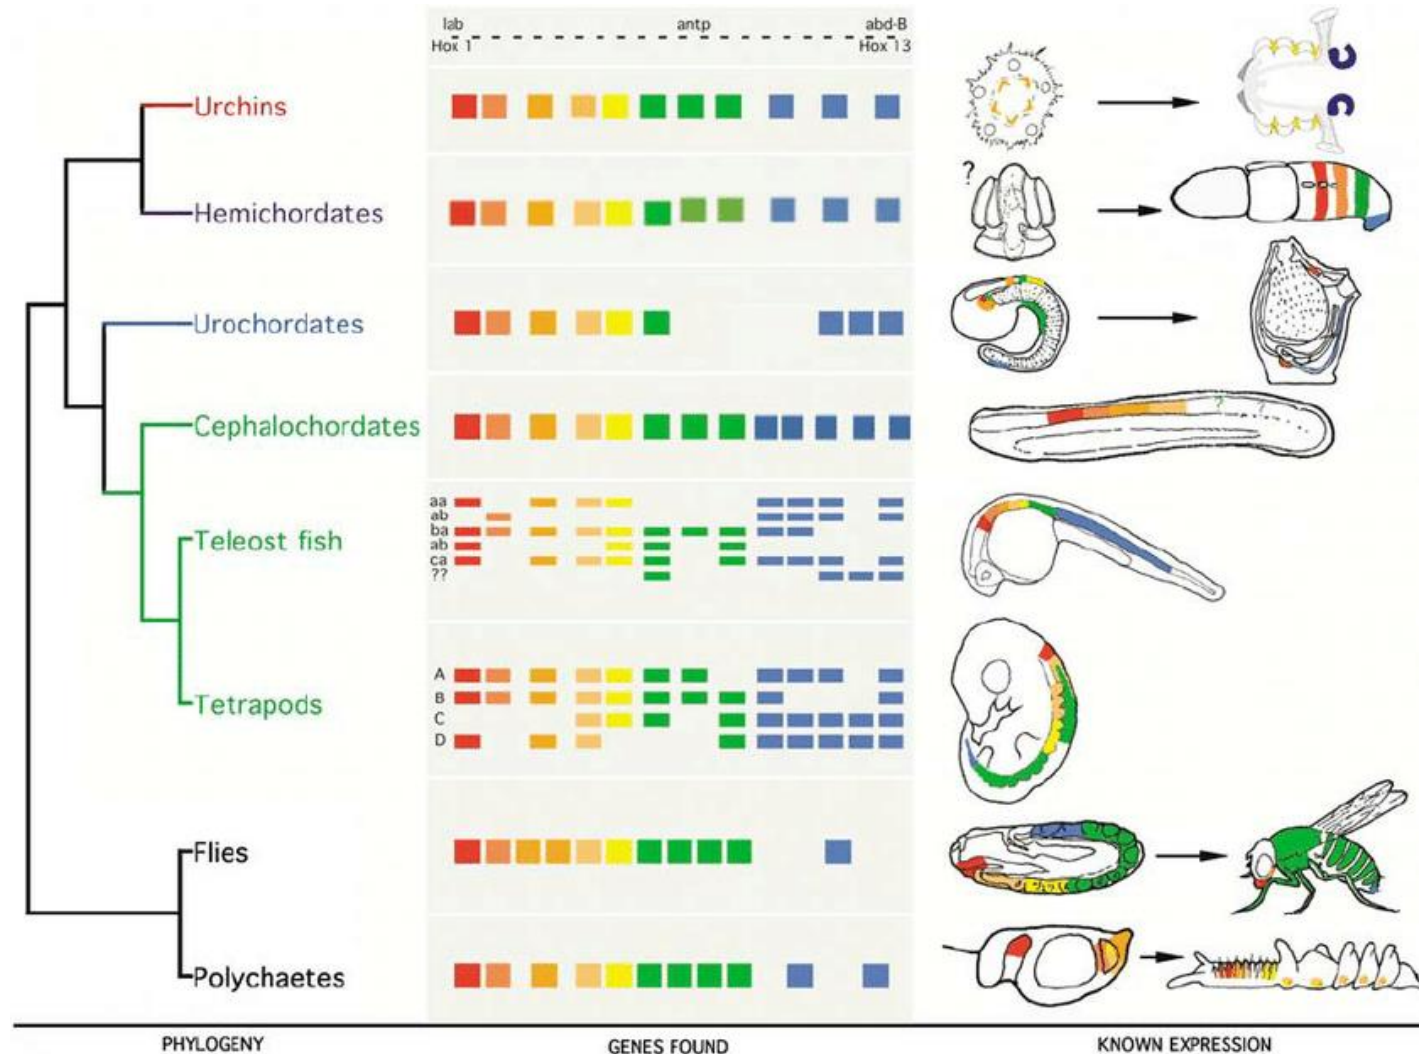 lab antp abd-B
Hox 1 Hox 13
Urchins
?
Hemichordates
Urochordates
Cephalochordates
? ?
aa
ab
ba
ab
ca
??
Teleost fish
A
B
C
D
Tetrapods
Flies
Polychaetes
PHYLOGENY GENES FOUND KNOWN EXPRESSION